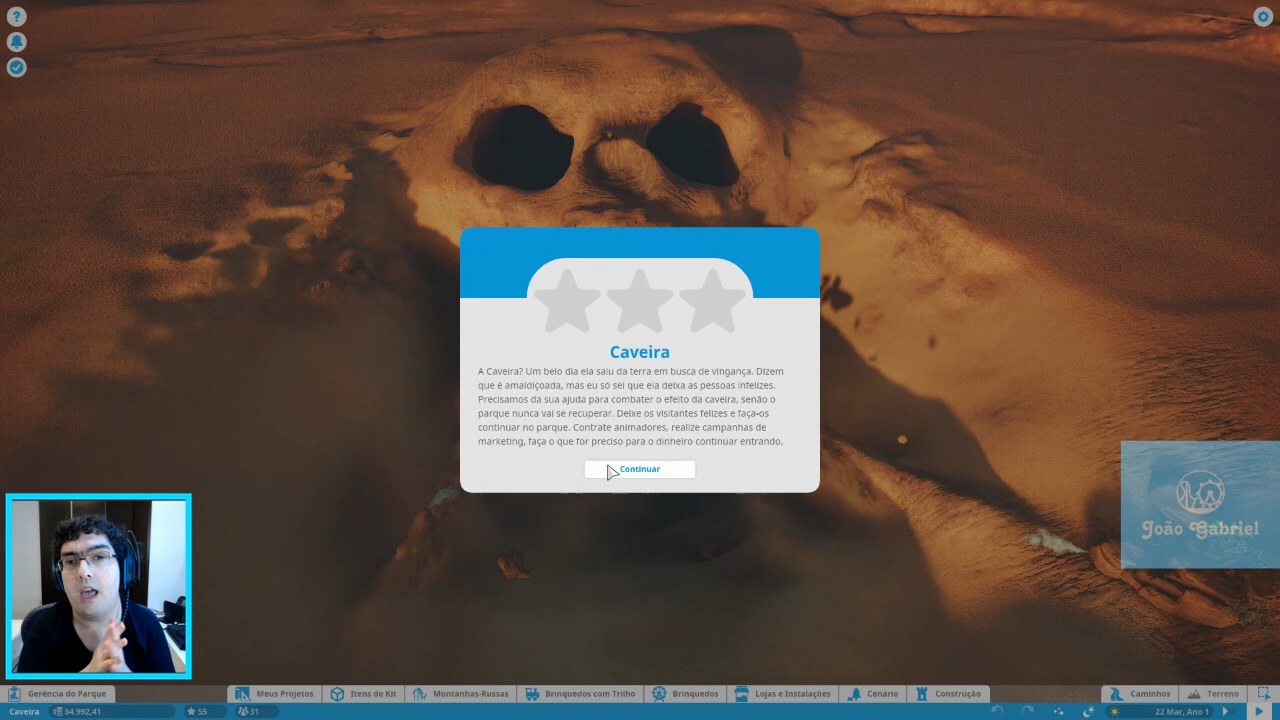 ?
Caveira
A Caveira? Um belo dia ela saiu da terra em busca de vingança. Dizem
que é amaldiçoada, mas eu só sei que ela deixa as pessoas infelizes.
Precisamos da sua ajuda para combater o efeito da caveira, senão o
parque nunca vai se recuperar. Deixe os visitantes felizes e faça-os
continuar no parque. Contrate animadores, realize campanhas de
marketing, faça o que for preciso para o dinheiro continuar entrando.
Continuar
João Gabriel
Gerência do Parque
Meus Projetos
Itens do Kit
Montanhas-Russas
Brinquedos com Trilho
Brinquedos
Lojas e Instalações
Cenário
Construção
Caminhos
Terreno
Caveira
$4.992,41
55
31
22 Mar, Ano 1